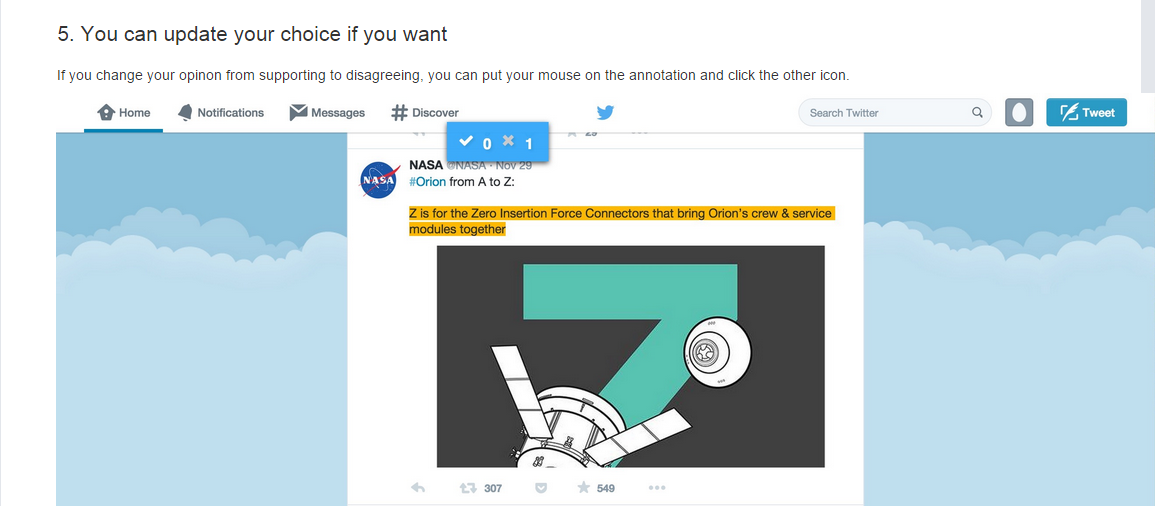 5. You can update your choice if you want
If you change your opinon from supporting to disagreeing, you can put your mouse on the annotation and click the other icon.
Home Notifications Messages Discover Search Twitter Tweet
0 1
NASA @NASA · Nov 29
NASA
#Orion from A to Z:
Z is for the Zero Insertion Force Connectors that bring Orion's crew & service
modules together
307 549